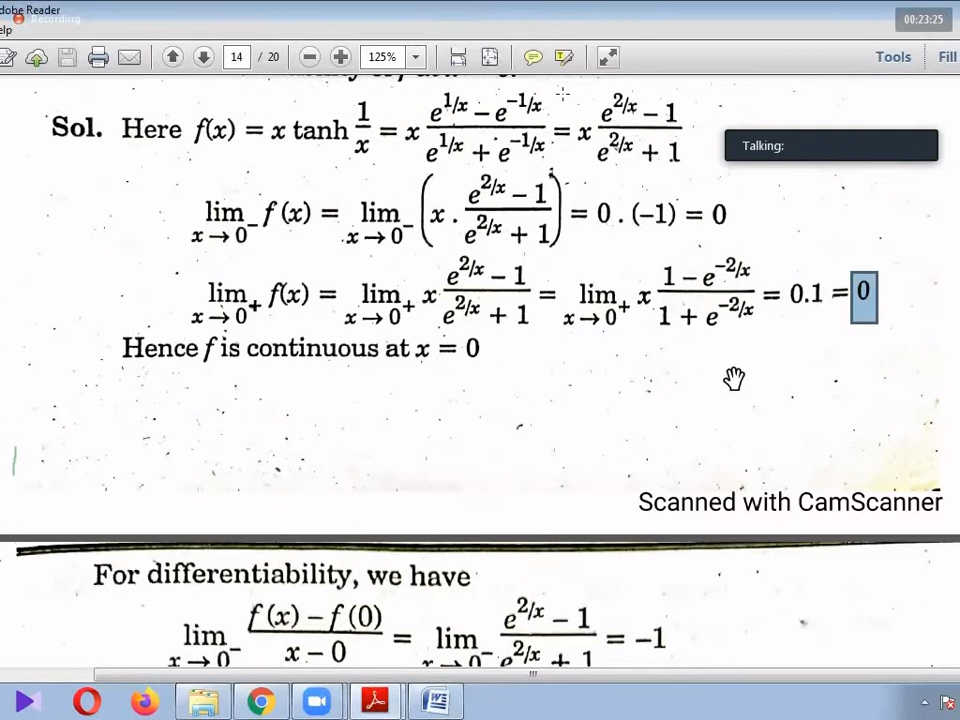 dobe Reader
Recording
00:23:25
elp
14 / 20
125%
Tools
Fill
Sol. Here f(x) = x tanh 1/x = x (e^{1/x} – e^{–1/x})/(e^{1/x} + e^{–1/x}) = x (e^{2/x} – 1)/(e^{2/x} + 1)
Talking:
lim_{x→0^–} f(x) = lim_{x→0^–} (x . (e^{2/x} – 1)/(e^{2/x} + 1)) = 0 . (–1) = 0
lim_{x→0^+} f(x) = lim_{x→0^+} x (e^{2/x} – 1)/(e^{2/x} + 1) = lim_{x→0^+} x (1 – e^{–2/x})/(1 + e^{–2/x}) = 0.1 = 0
Hence f is continuous at x = 0
Scanned with CamScanner
For differentiability, we have
lim_{x→0^–} (f(x) – f(0))/(x – 0) = lim_{x→0^–} (e^{2/x} – 1)/(e^{2/x} + 1) = –1